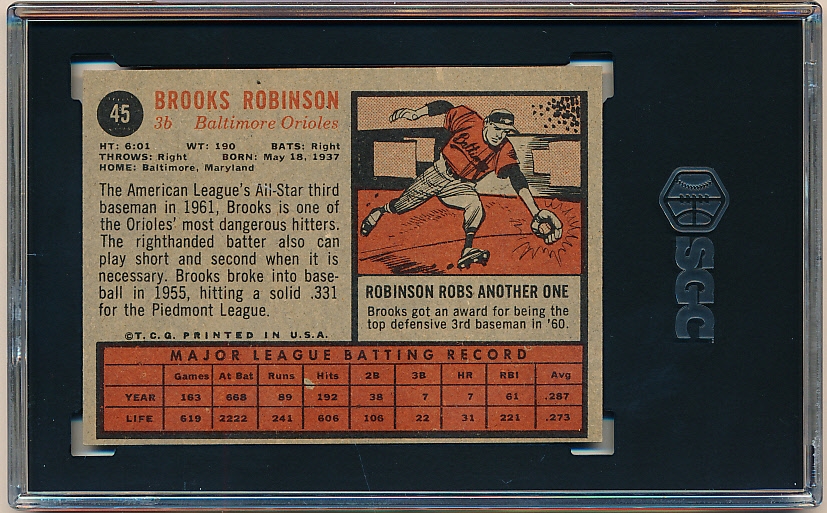 45
BROOKS ROBINSON
3b Baltimore Orioles
HT: 6:01 WT: 190 BATS: Right
THROWS: Right BORN: May 18, 1937
HOME: Baltimore, Maryland
The American League's All-Star third
baseman in 1961, Brooks is one of
the Orioles' most dangerous hitters.
The righthanded batter also can
play short and second when it is
necessary. Brooks broke into base-
ball in 1955, hitting a solid .331
for the Piedmont League.
©T.C.G. PRINTED IN U.S.A.
ROBINSON ROBS ANOTHER ONE
Brooks got an award for being the
top defensive 3rd baseman in '60.
MAJOR LEAGUE BATTING RECORD
Games At Bat Runs Hits 2B 3B HR RBI Avg
YEAR 163 668 89 192 38 7 7 61 .287
LIFE 619 2222 241 606 106 22 31 221 .273
SGC